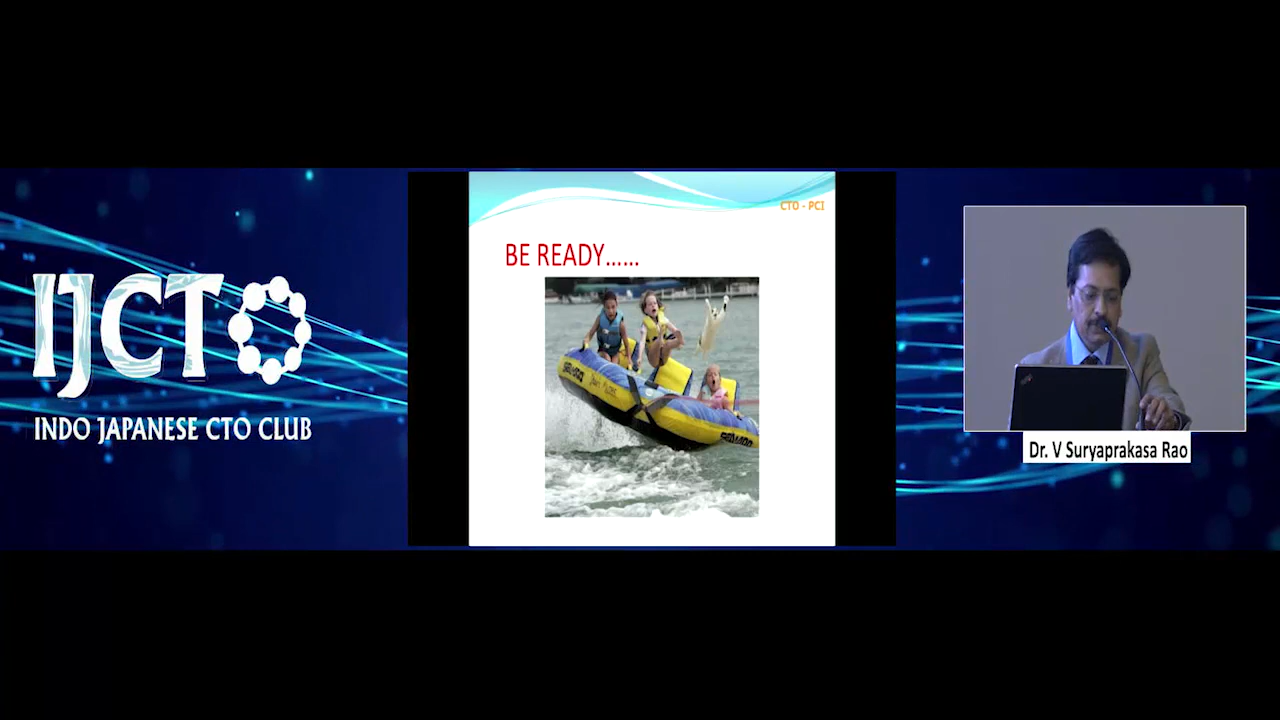 IJCTO
INDO JAPANESE CTO CLUB
CTO - PCI
BE READY......
Dr. V Suryaprakasa Rao